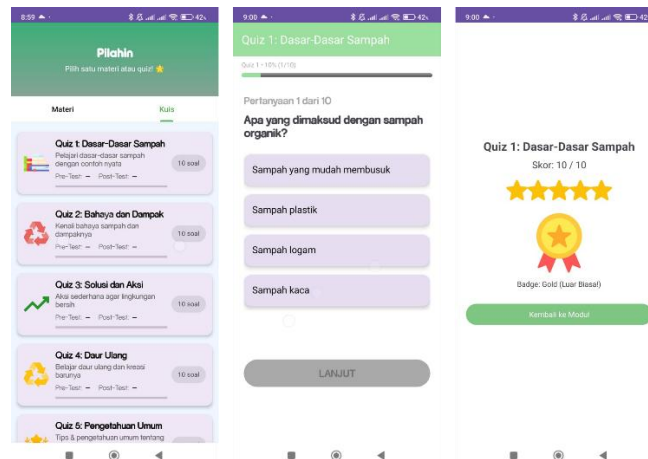 8:59
42%
Pilahin
Pilih satu materi atau quiz!
Materi
Kuis
Quiz 1: Dasar-Dasar Sampah
Pelajari dasar-dasar sampah
dengan contoh nyata
10 soal
Pre-Test: – Post-Test: –
Quiz 2: Bahaya dan Dampak
Kenali bahaya sampah dan
dampaknya
10 soal
Pre-Test: – Post-Test: –
Quiz 3: Solusi dan Aksi
Aksi sederhana agar lingkungan
bersih
10 soal
Pre-Test: – Post-Test: –
Quiz 4: Daur Ulang
Belajar daur ulang dan kreasi
barunya
10 soal
Pre-Test: – Post-Test: –
Quiz 5: Pengetahuan Umum
Tips & pengetahuan umum tentang
9:00
42%
Quiz 1: Dasar-Dasar Sampah
Quiz 1 - 10% (1/10)
Pertanyaan 1 dari 10
Apa yang dimaksud dengan sampah
organik?
Sampah yang mudah membusuk
Sampah plastik
Sampah logam
Sampah kaca
LANJUT
9:00
42
Quiz 1: Dasar-Dasar Sampah
Skor: 10 / 10
Badge: Gold (Luar Biasa!)
Kembali ke Modul